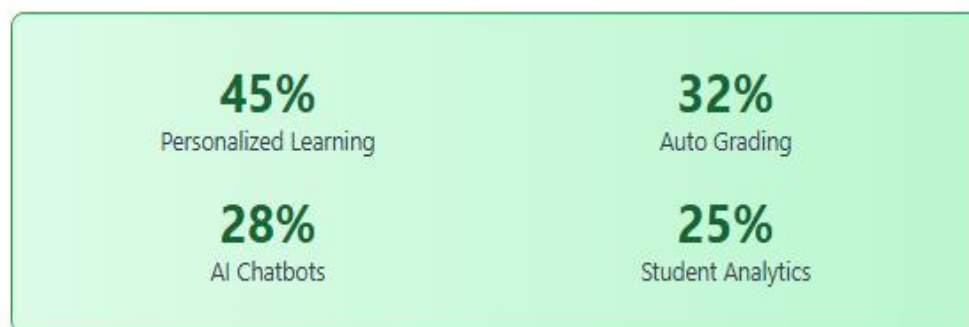 45%
Personalized Learning
32%
Auto Grading
28%
AI Chatbots
25%
Student Analytics